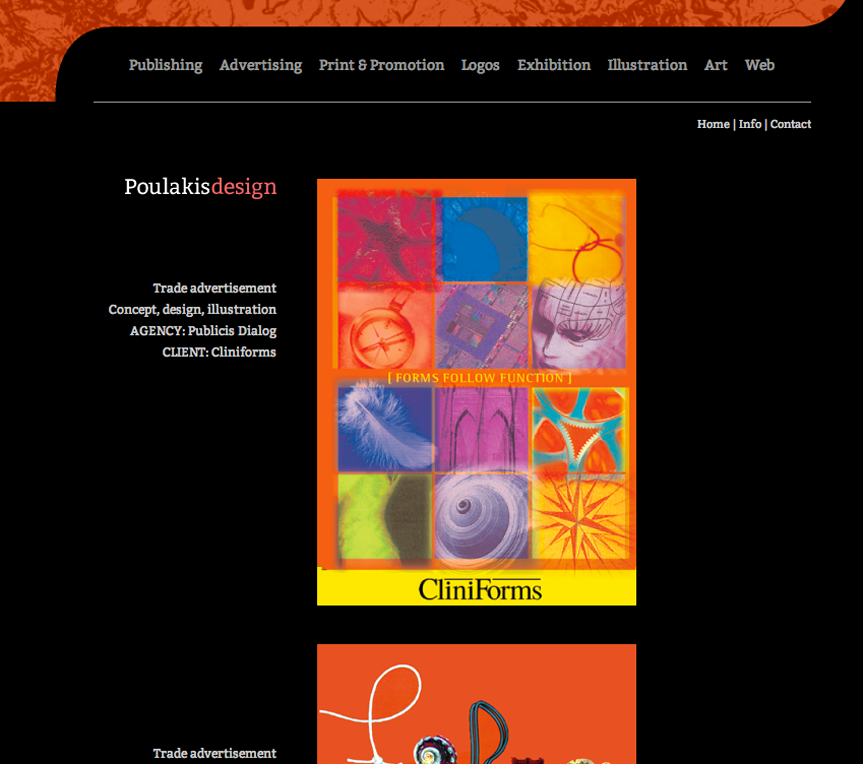 Publishing Advertising Print & Promotion Logos Exhibition Illustration Art Web
Home | Info | Contact
Poulakisdesign
Trade advertisement
Concept, design, illustration
AGENCY: Publicis Dialog
CLIENT: Cliniforms
[ FORMS FOLLOW FUNCTION ]
CliniForms
Trade advertisement